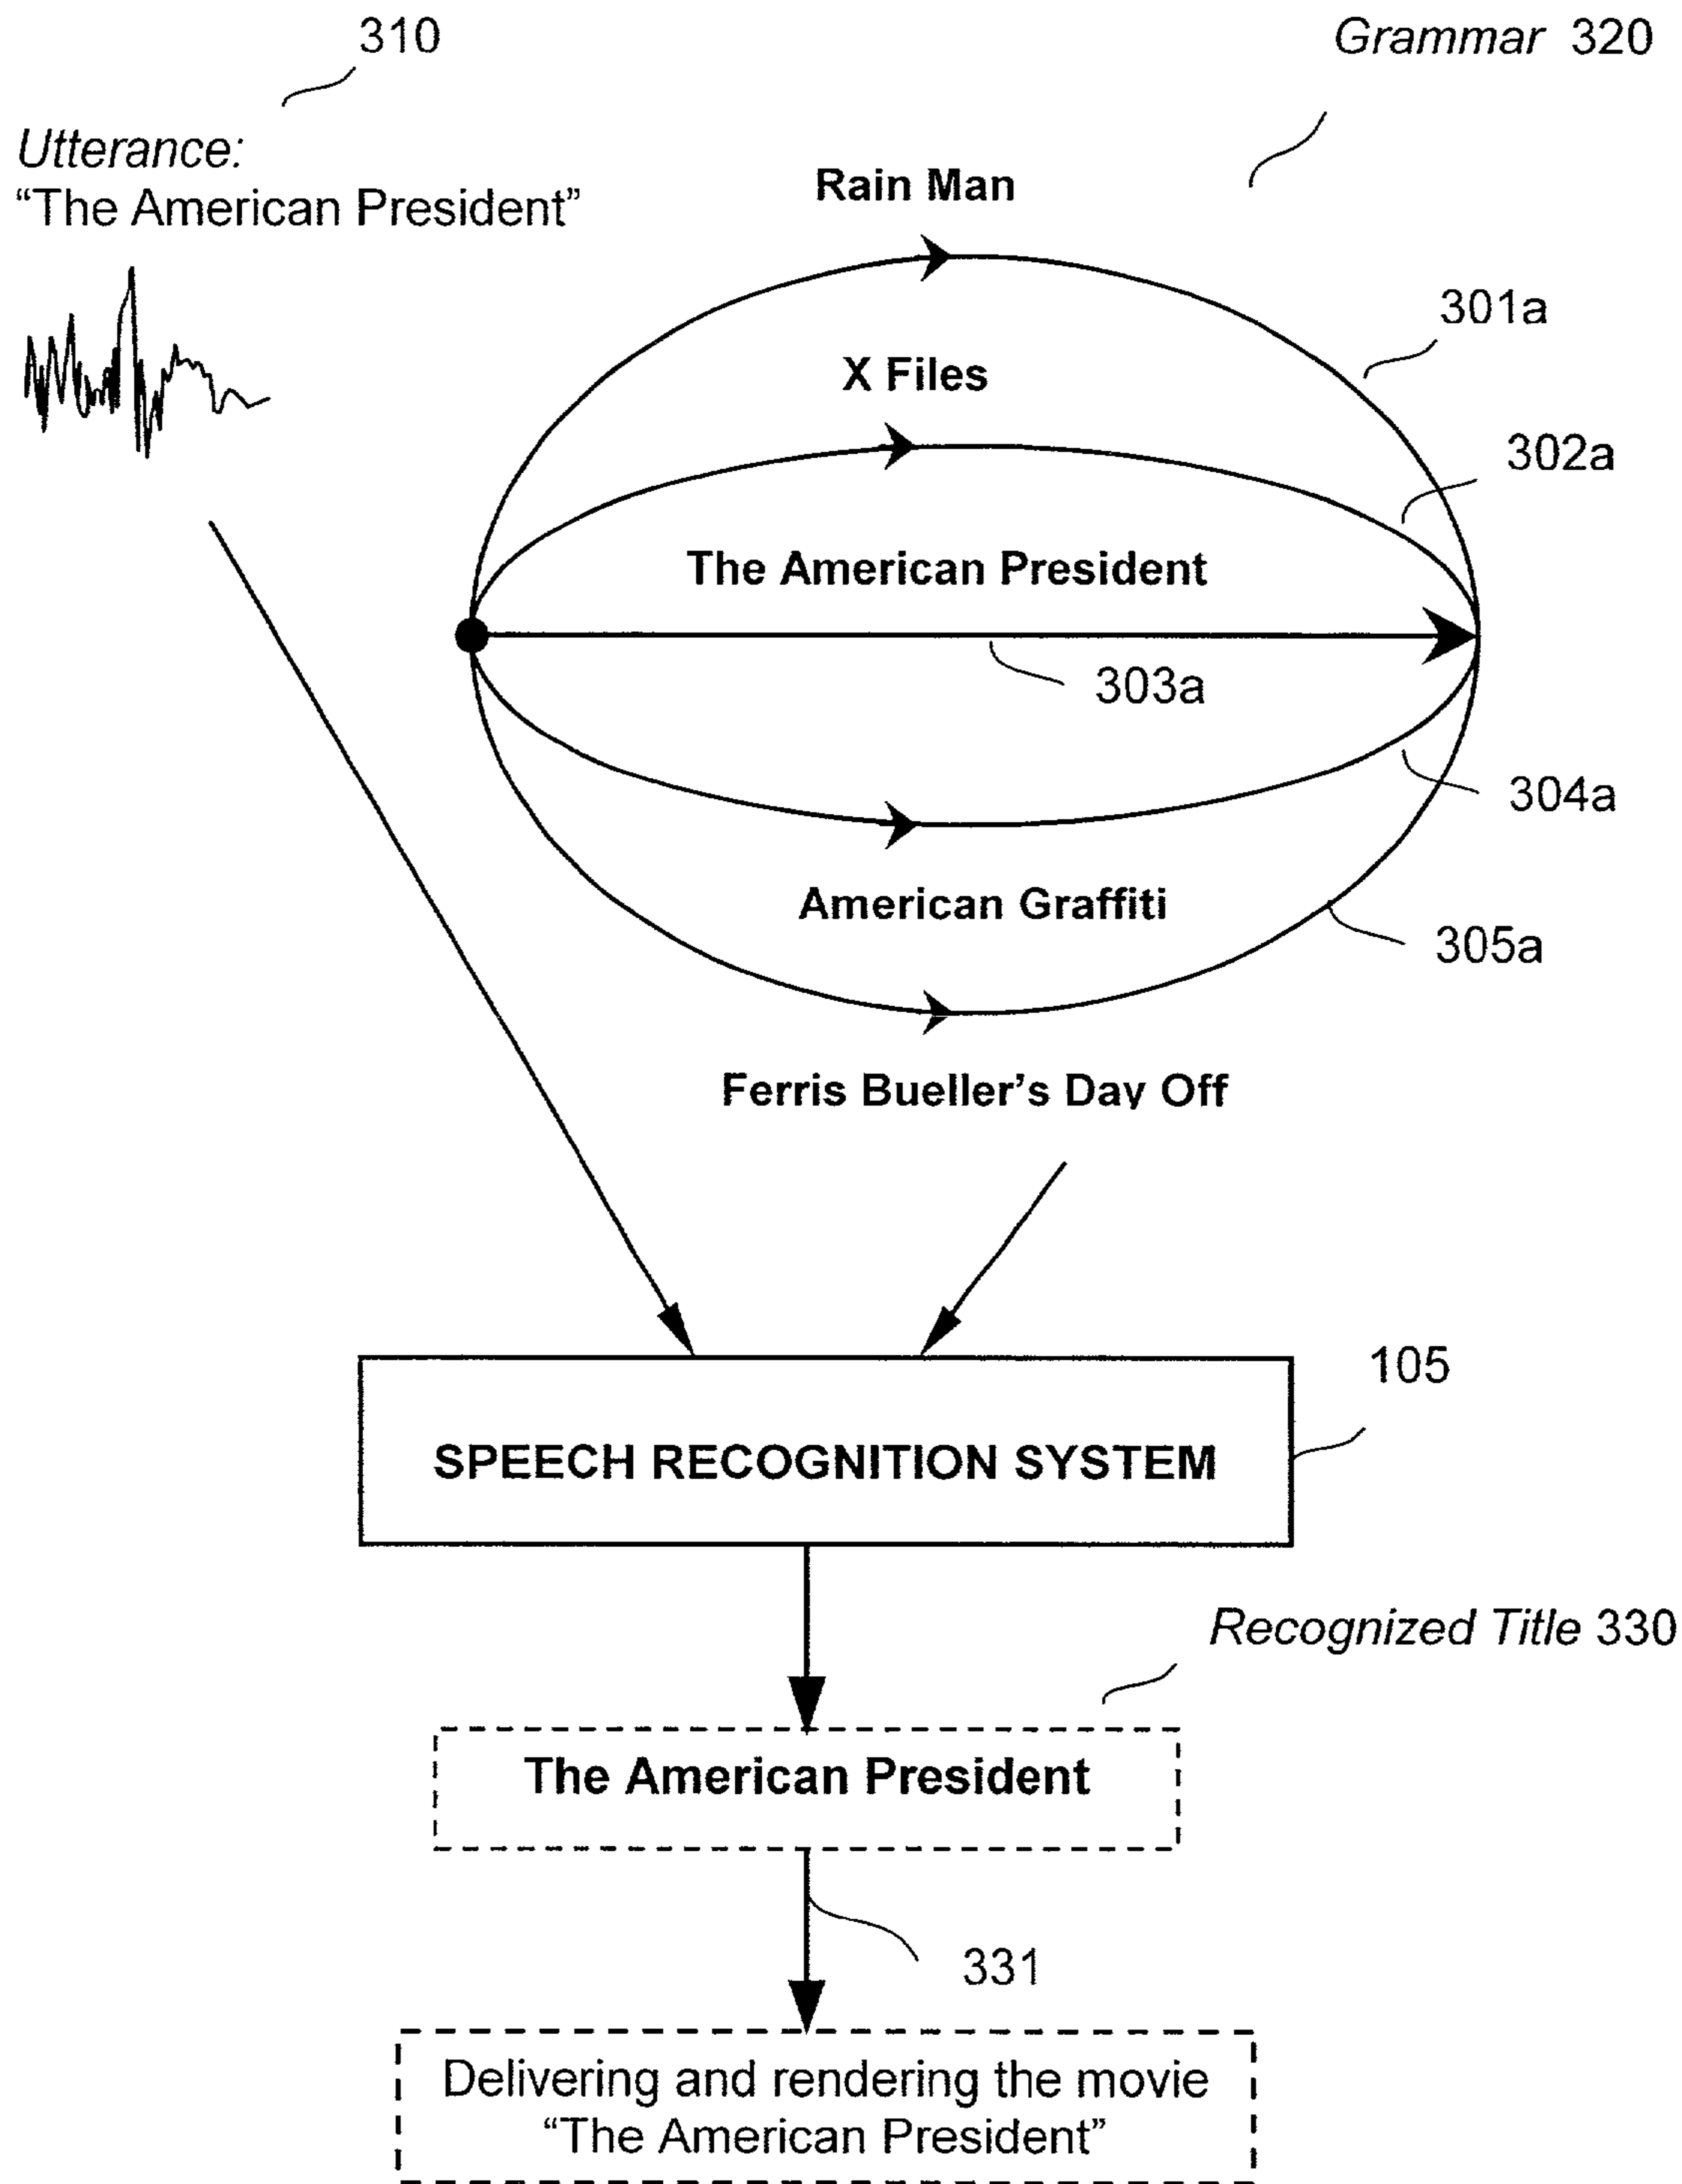 310
Grammar 320
Utterance:
“The American President”
Rain Man
301a
X Files
302a
The American President
303a
304a
American Graffiti
305a
Ferris Bueller’s Day Off
105
SPEECH RECOGNITION SYSTEM
Recognized Title 330
The American President
331
Delivering and rendering the movie
“The American President”